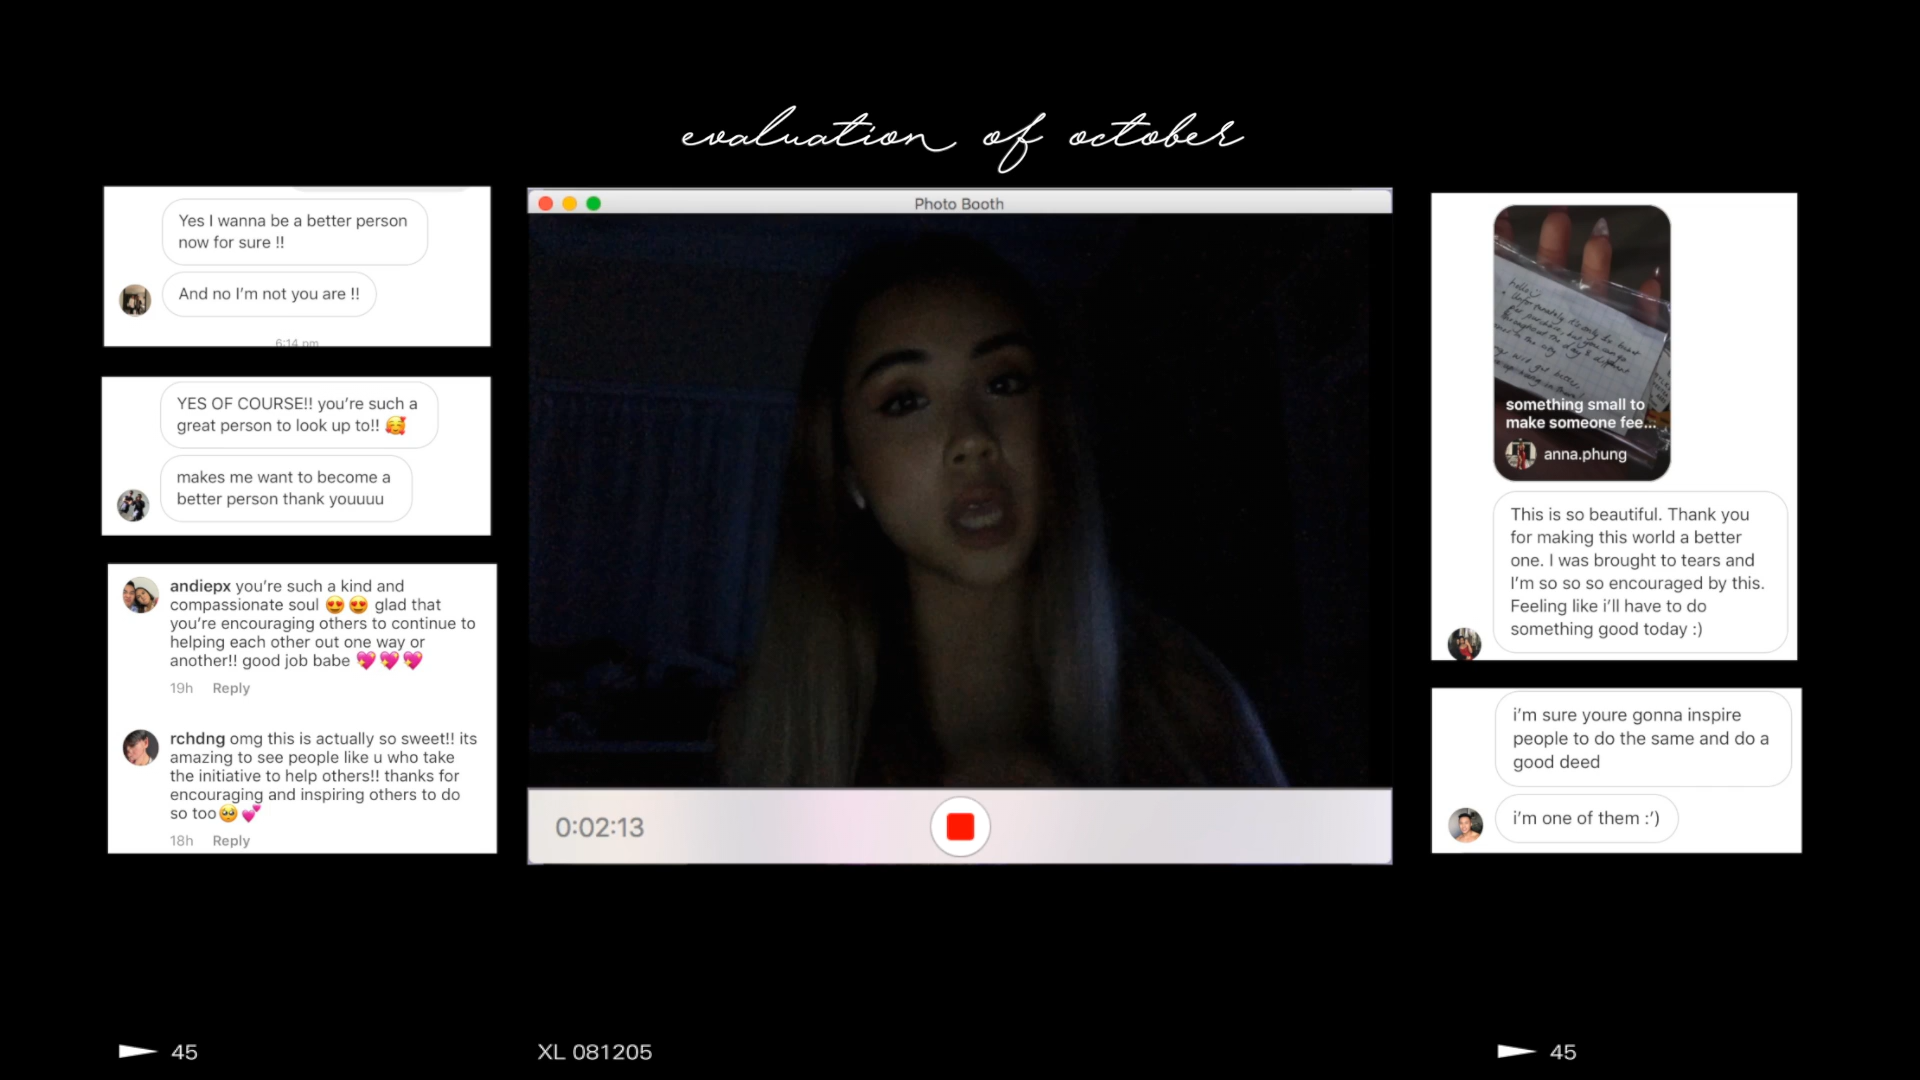 evaluation of october
Yes I wanna be a better person
now for sure !!
And no I'm not you are !!
6:14 pm
YES OF COURSE!! you're such a
great person to look up to!! 🥰
makes me want to become a
better person thank youuuu
andiepx you're such a kind and
compassionate soul 😍😍 glad that
you're encouraging others to continue to
helping each other out one way or
another!! good job babe 💖💖💖
19h Reply
rchdng omg this is actually so sweet!! its
amazing to see people like u who take
the initiative to help others!! thanks for
encouraging and inspiring others to do
so too🥺💕
18h Reply
Photo Booth
0:02:13
hello
something small to
make someone fee...
anna.phung
This is so beautiful. Thank you
for making this world a better
one. I was brought to tears and
I'm so so so encouraged by this.
Feeling like i'll have to do
something good today :)
i'm sure youre gonna inspire
people to do the same and do a
good deed
i'm one of them :')
45
XL 081205
45